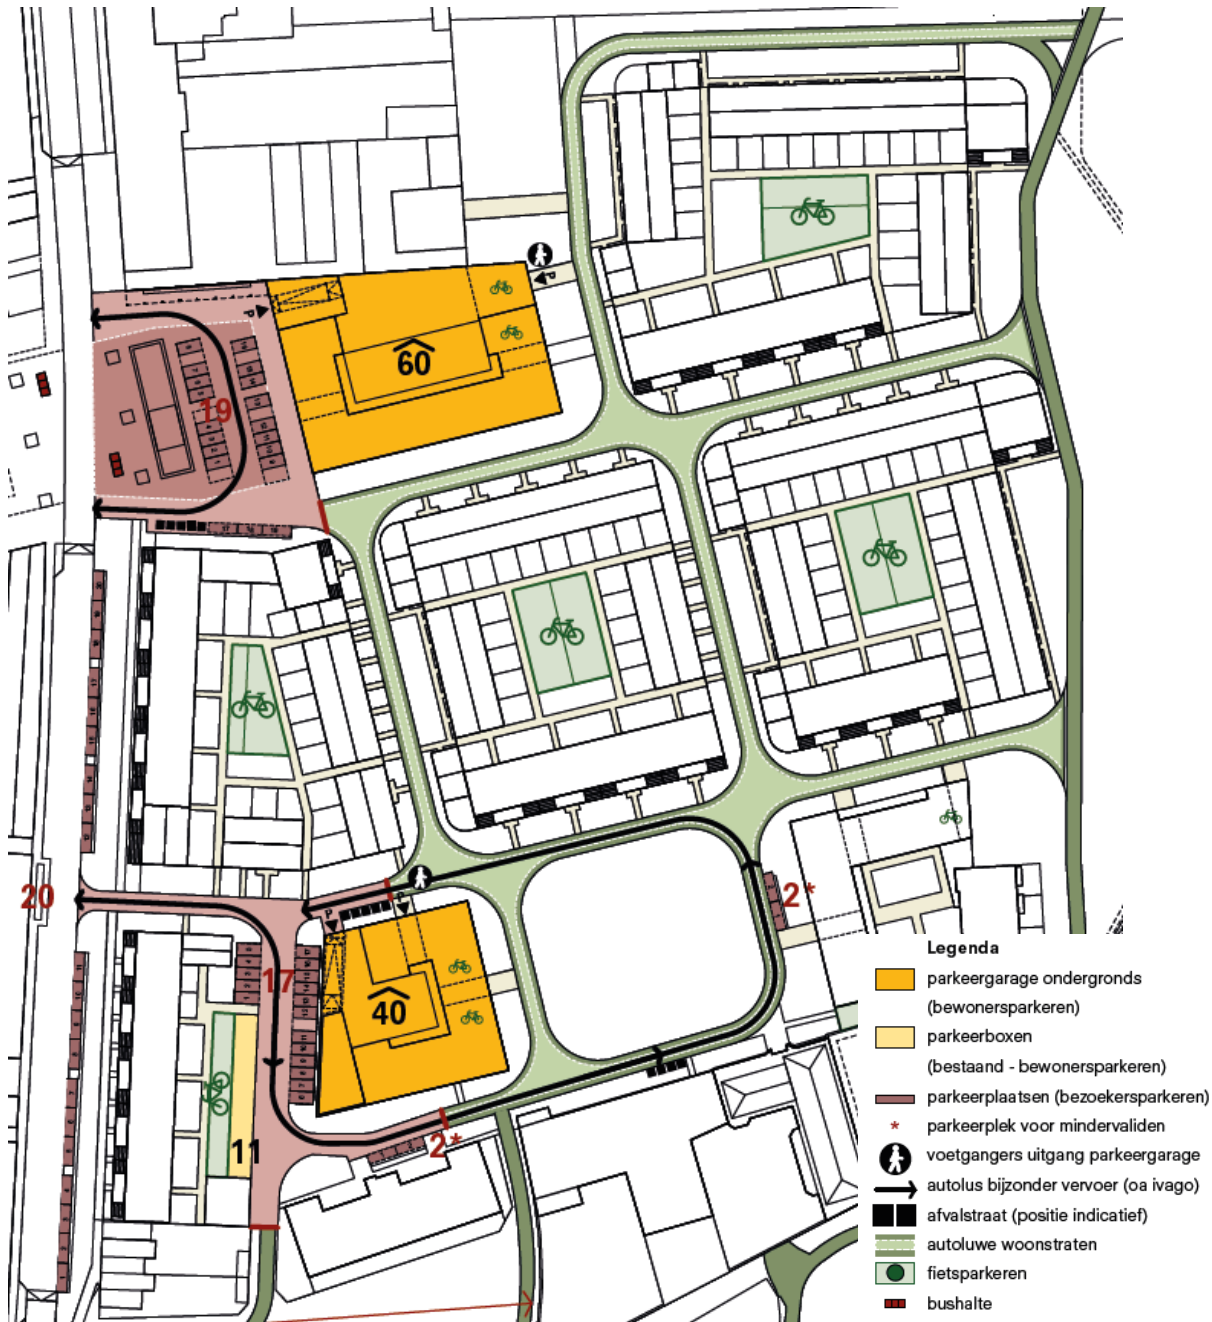 60
19
20
2*
17
40
2*
11
P
P
P
P
Legenda
parkeergarage ondergronds
(bewonersparkeren)
parkeerboxen
(bestaand - bewonersparkeren)
parkeerplaatsen (bezoekersparkeren)
* parkeerplek voor mindervaliden
voetgangers uitgang parkeergarage
autolus bijzonder vervoer (oa ivago)
afvalstraat (positie indicatief)
autoluwe woonstraten
fietsparkeren
bushalte